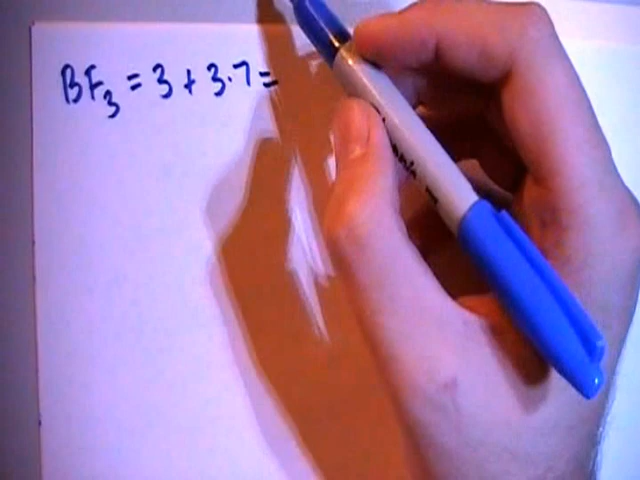 BF₃ = 3 + 3·7 =